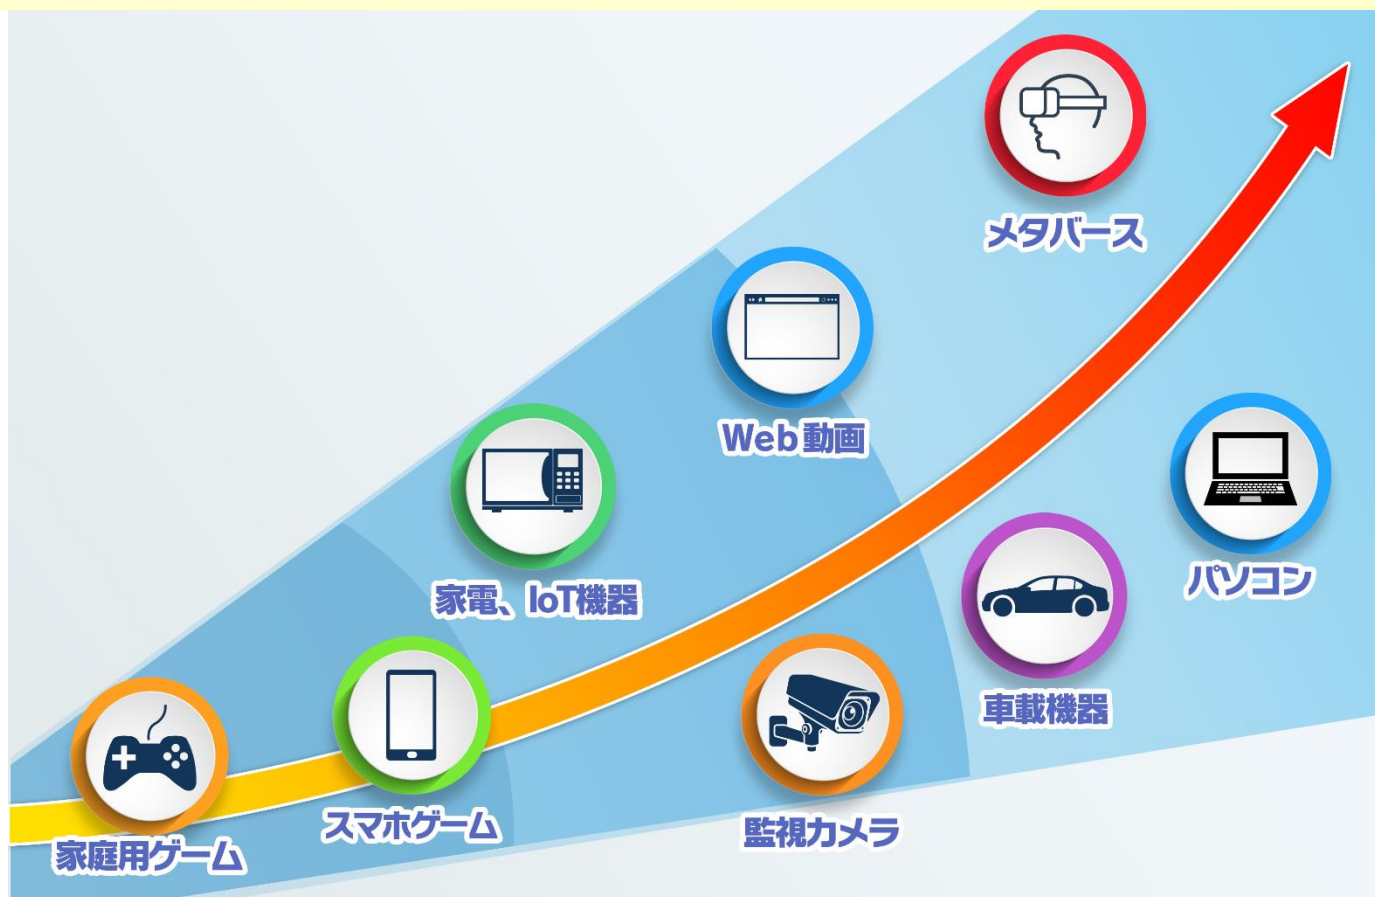 メタバース
Web動画
家電、IoT機器
パソコン
車載機器
スマホゲーム
監視カメラ
家庭用ゲーム